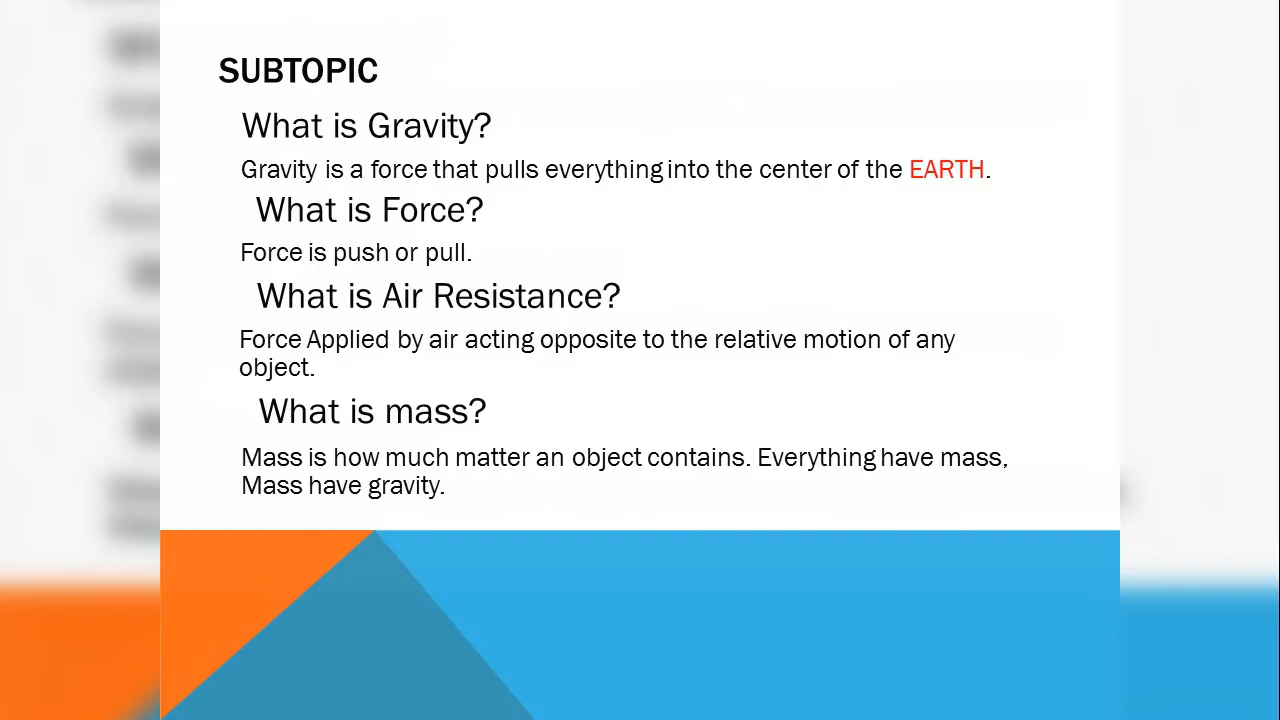 SUBTOPIC
What is Gravity?
Gravity is a force that pulls everything into the center of the EARTH.
What is Force?
Force is push or pull.
What is Air Resistance?
Force Applied by air acting opposite to the relative motion of any
object.
What is mass?
Mass is how much matter an object contains. Everything have mass,
Mass have gravity.